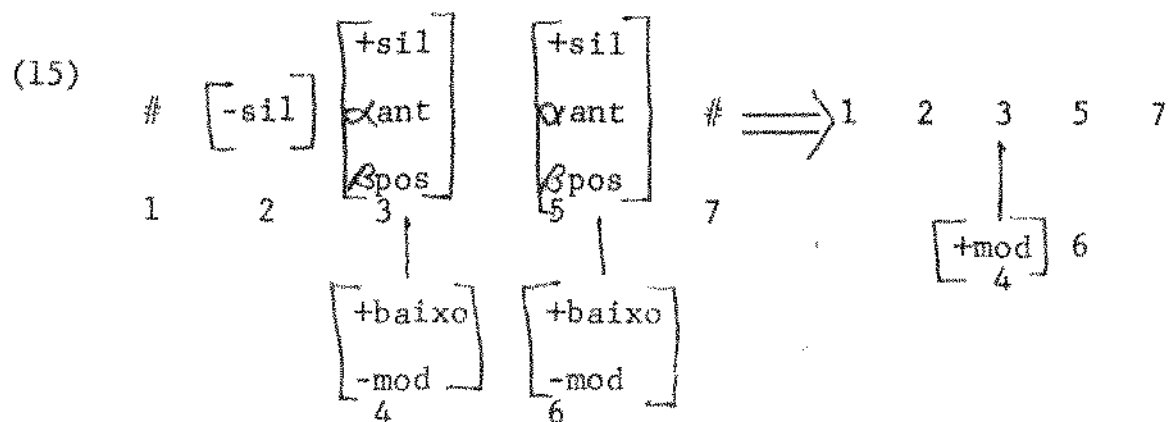 [+sil] [+sil]
(15)
# [-sil] [αant] [αant] # ⟹ 1 2 3 5 7
[βpos] [βpos]
1 2 3 5 7
[+mod] 6
4
[+baixo] [+baixo]
[-mod] [-mod]
4 6